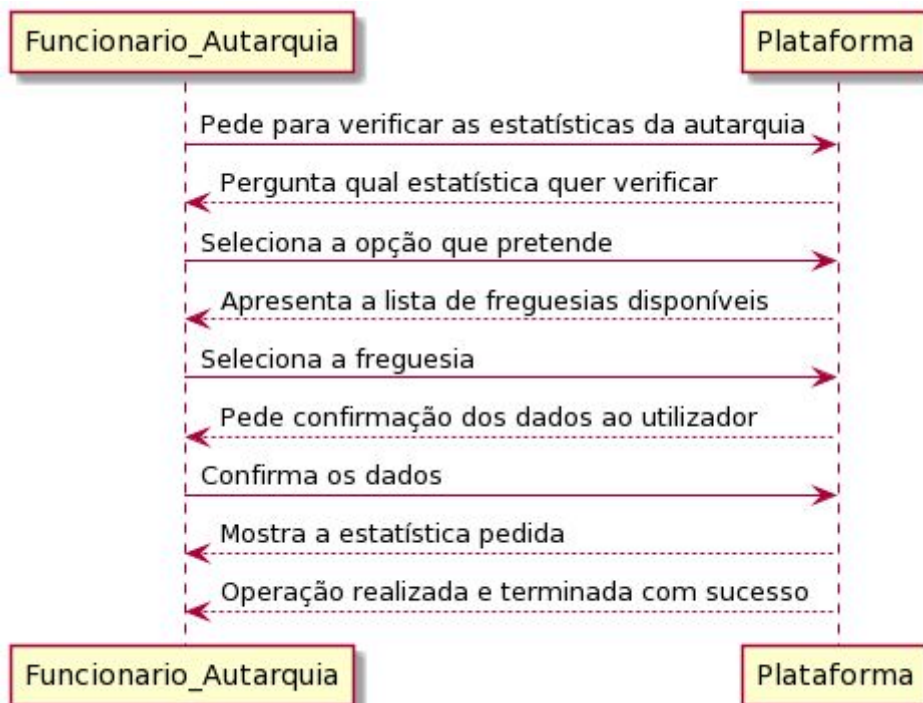 Funcionario_Autarquia
Plataforma
Pede para verificar as estatísticas da autarquia
Pergunta qual estatística quer verificar
Seleciona a opção que pretende
Apresenta a lista de freguesias disponíveis
Seleciona a freguesia
Pede confirmação dos dados ao utilizador
Confirma os dados
Mostra a estatística pedida
Operação realizada e terminada com sucesso
Funcionario_Autarquia
Plataforma